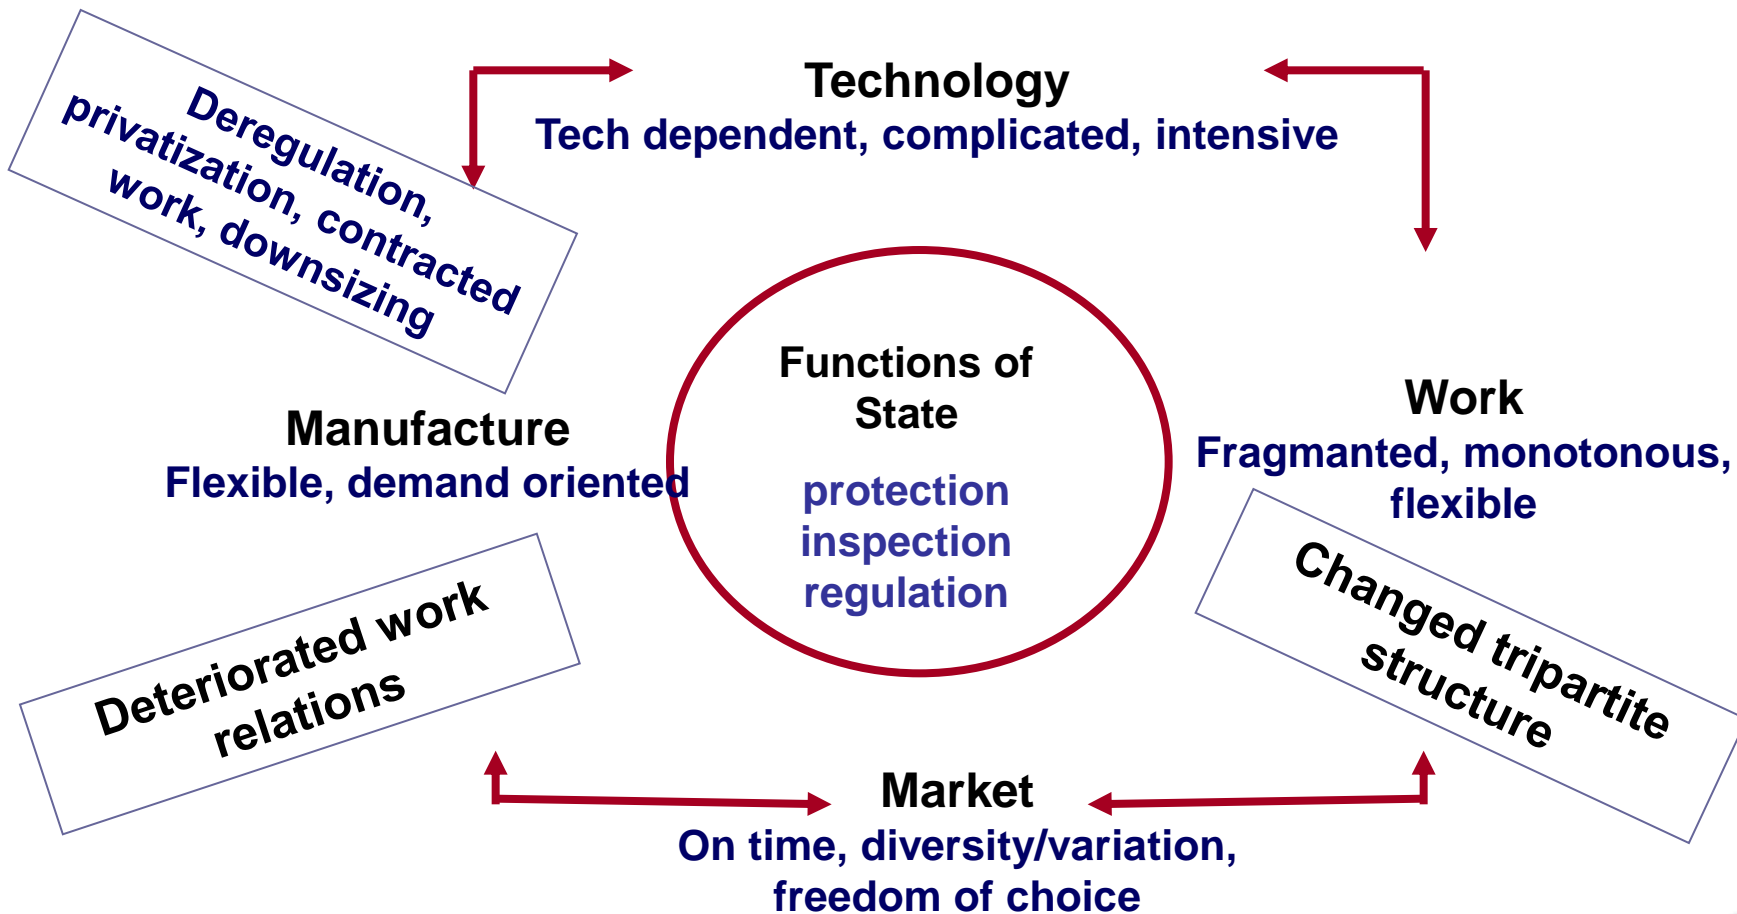 Technology
Tech dependent, complicated, intensive
Deregulation,
privatization, contracted
work, downsizing
Functions of
State
protection
inspection
regulation
Manufacture
Flexible, demand oriented
Work
Fragmanted, monotonous,
flexible
Deteriorated work
relations
Changed tripartite
structure
Market
On time, diversity/variation,
freedom of choice